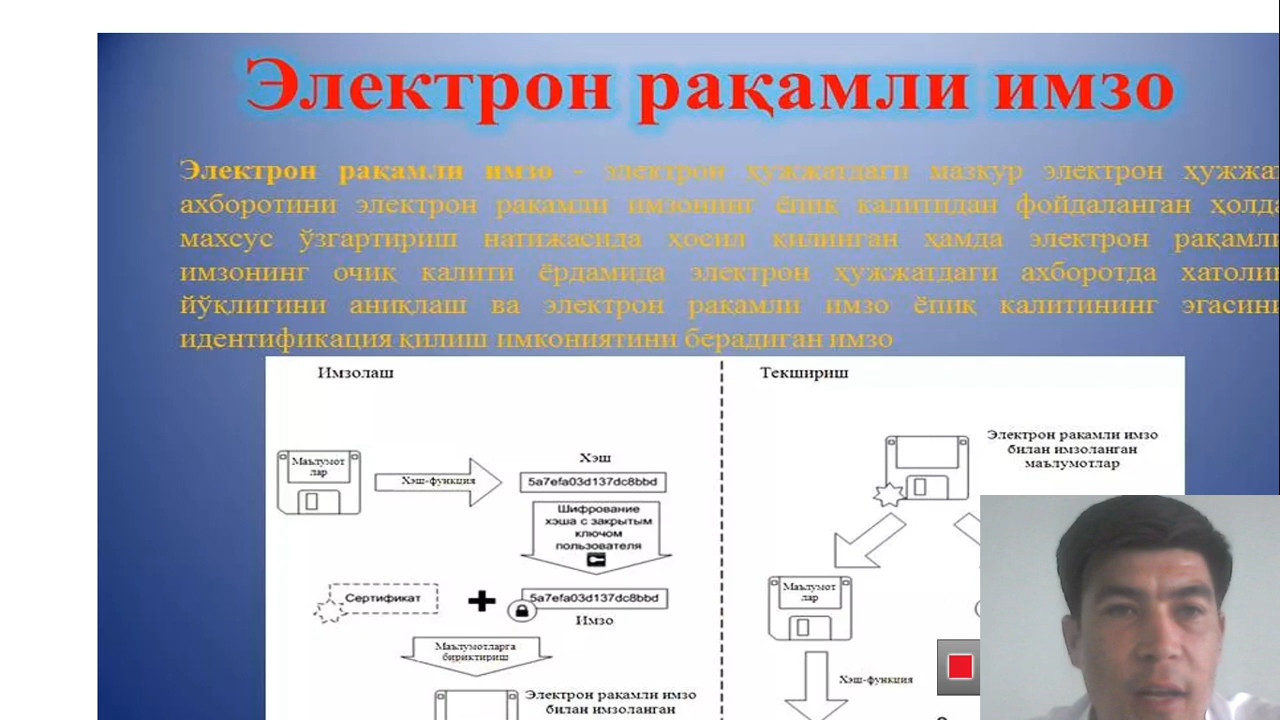 Электрон рақамли имзо
Электрон рақамли имзо - электрон ҳужжатдаги мазкур электрон ҳужжат
ахборотини электрон рақамли имзонинг ёпиқ калитидан фойдаланган ҳолда
махсус ўзгартириш натижасида ҳосил қилинган ҳамда электрон рақамли
имзонинг очиқ калити ёрдамида электрон ҳужжатдаги ахборотда хатолик
йўқлигини аниқлаш ва электрон рақамли имзо ёпиқ калитининг эгасини
идентификация қилиш имкониятини берадиган имзо
Имзолаш
Маълумот
лар
Хэш-функция
Хэш
5a7efa03d137dc8bbd
Шифрование
хэша с закрытым
ключом
пользователя
Сертификат
+
5a7efa03d137dc8bbd
Имзо
Маълумотларга
бириктириш
Электрон рақамли имзо
билан имзоланган
Текшириш
Электрон рақамли имзо
билан имзоланган
маълумотлар
Маълумот
лар
Хэш-функция